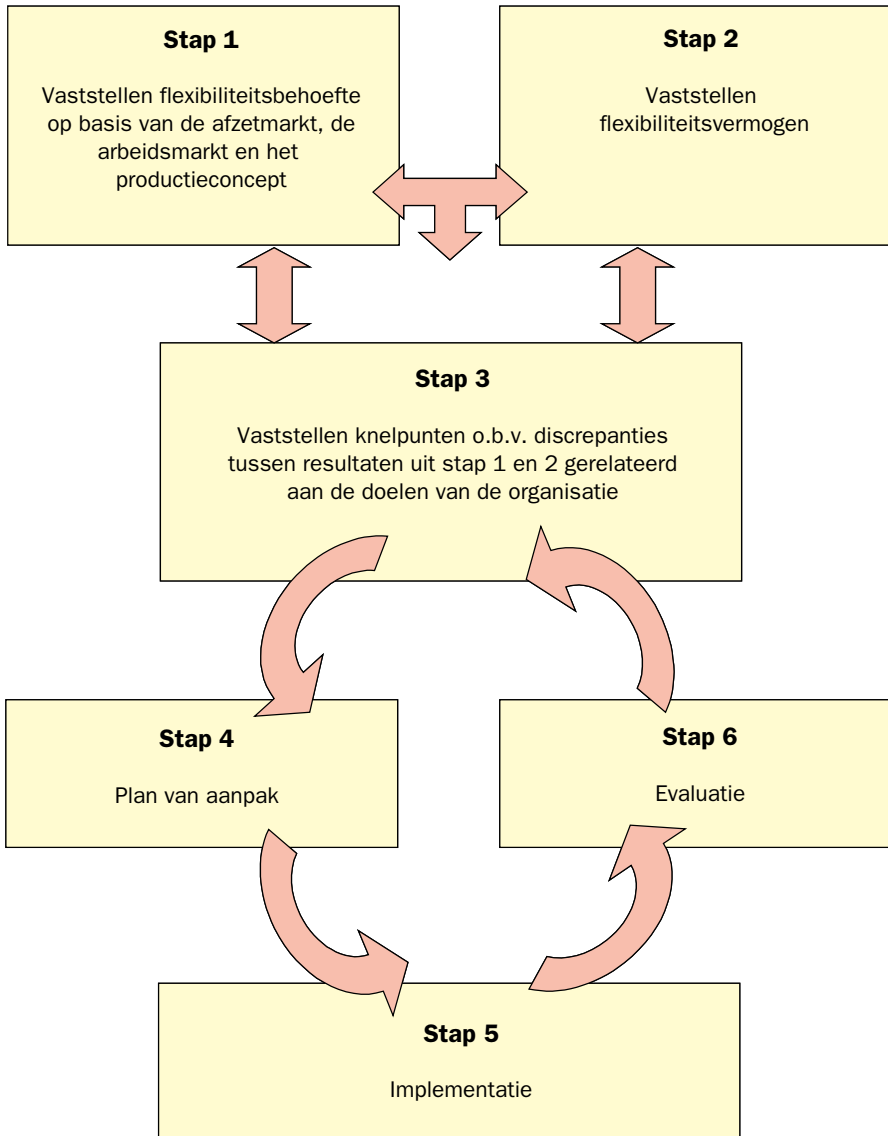 Stap 1
Vaststellen flexibiliteitsbehoefte
op basis van de afzetmarkt, de
arbeidsmarkt en het
productieconcept
Stap 2
Vaststellen
flexibiliteitsvermogen
Stap 3
Vaststellen knelpunten o.b.v. discrepanties
tussen resultaten uit stap 1 en 2 gerelateerd
aan de doelen van de organisatie
Stap 4
Plan van aanpak
Stap 6
Evaluatie
Stap 5
Implementatie